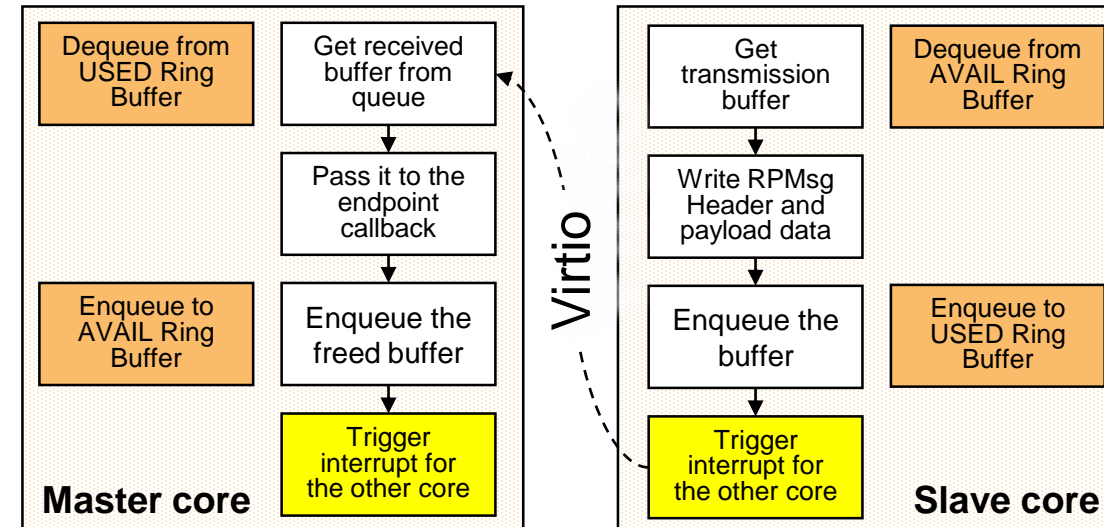 Dequeue from
USED Ring
Buffer
Get received
buffer from
queue
Pass it to the
endpoint
callback
Enqueue to
AVAIL Ring
Buffer
Enqueue the
freed buffer
Trigger
interrupt for
the other core
Master core
Virtio
Get
transmission
buffer
Dequeue from
AVAIL Ring
Buffer
Write RPMsg
Header and
payload data
Enqueue the
buffer
Enqueue to
USED Ring
Buffer
Trigger
interrupt for
the other core
Slave core